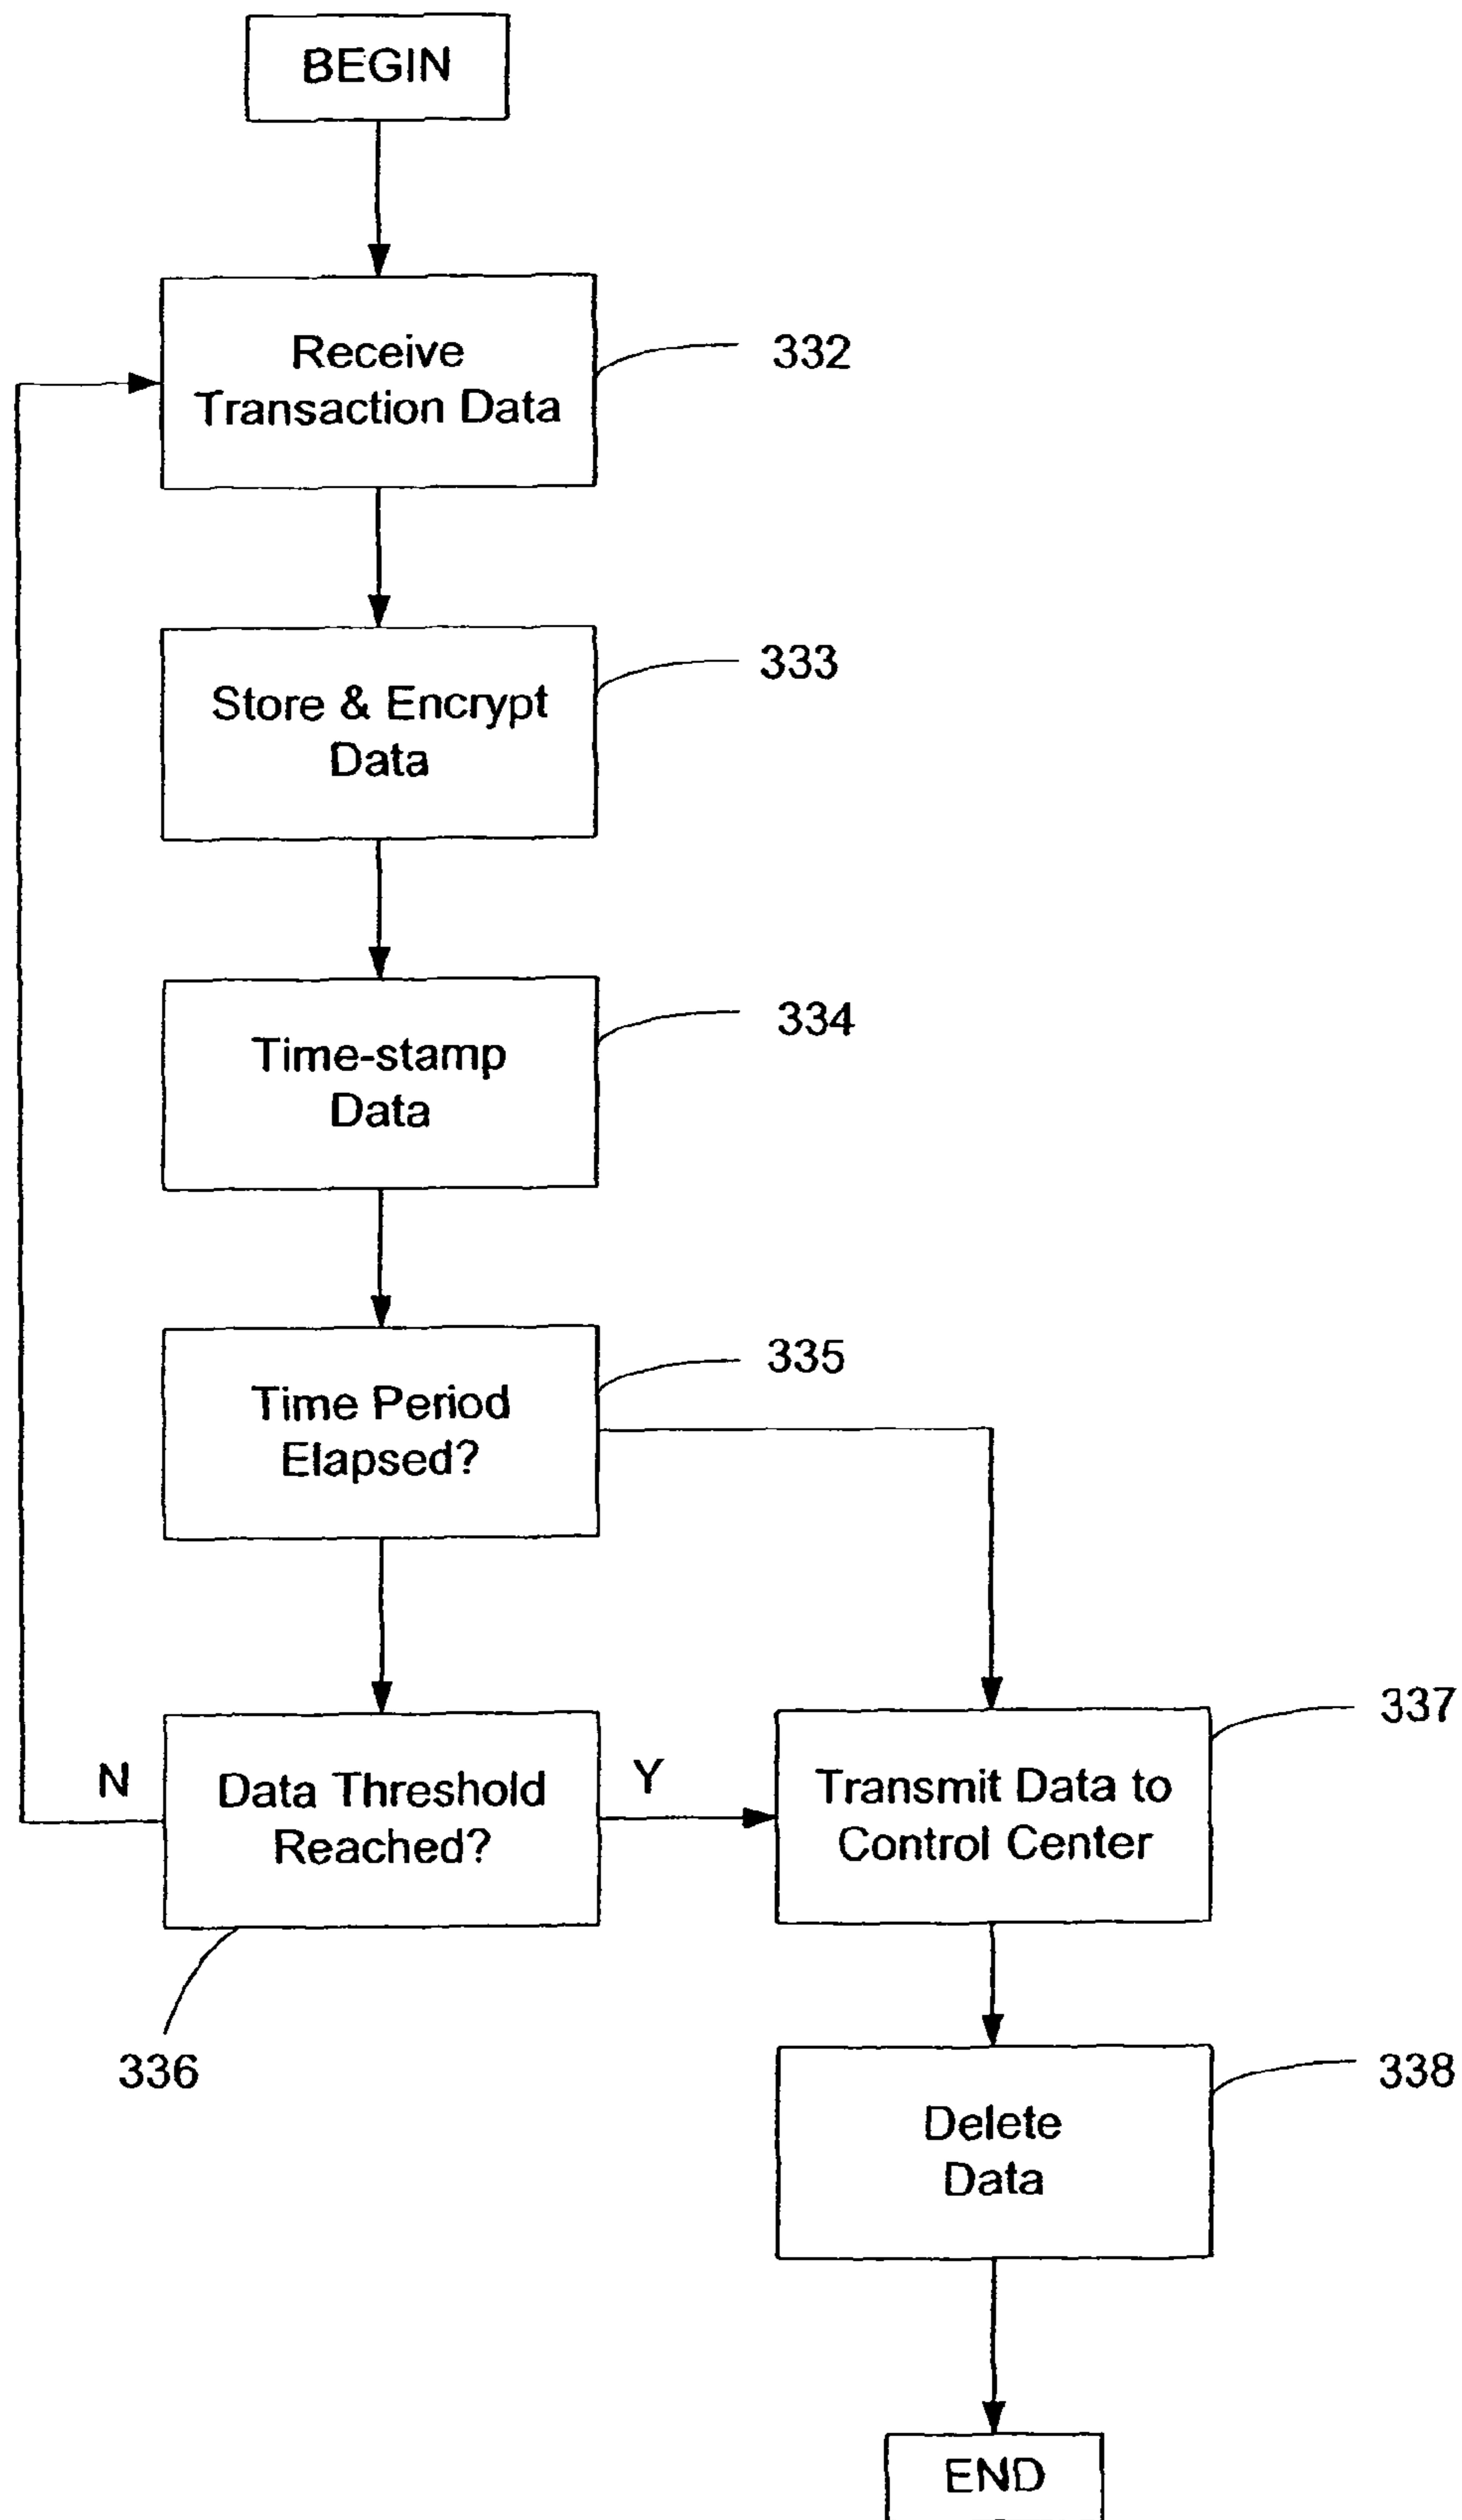 BEGIN
Receive
Transaction Data
332
Store & Encrypt
Data
333
Time-stamp
Data
334
Time Period
Elapsed?
335
N
Data Threshold
Reached?
Y
336
Transmit Data to
Control Center
337
Delete
Data
338
END